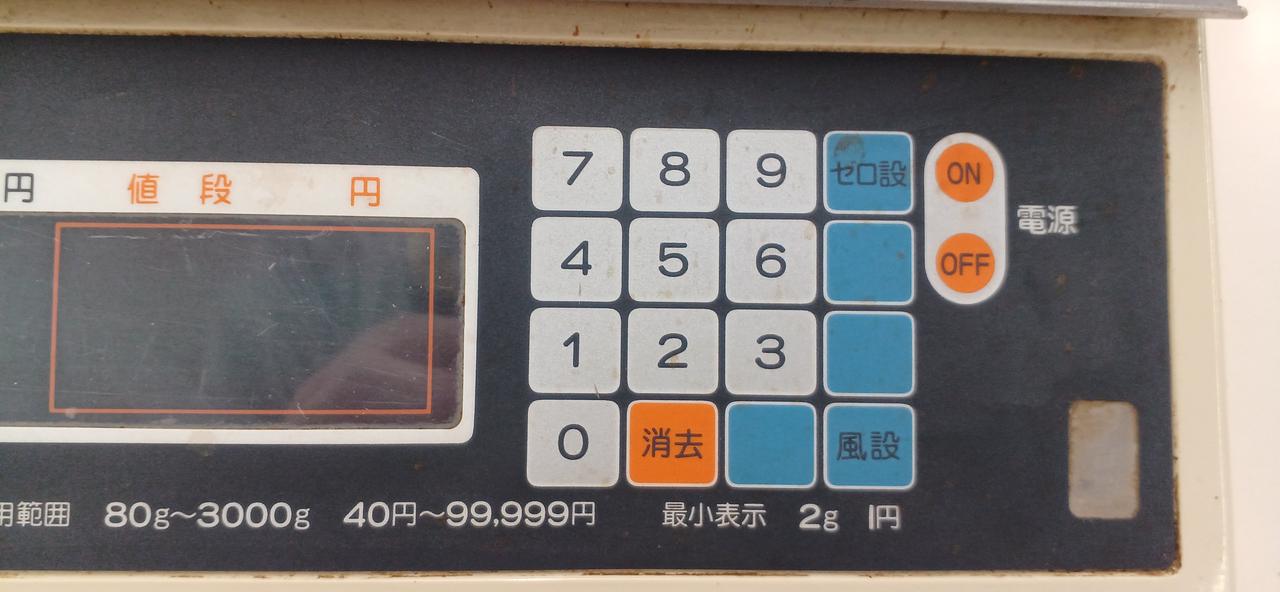 円 値段 円
7 8 9 ゼロ設 ON
電源
4 5 6 OFF
1 2 3
0 消去 風設
用範囲 80g〜3000g 40円〜99,999円 最小表示 2g 1円